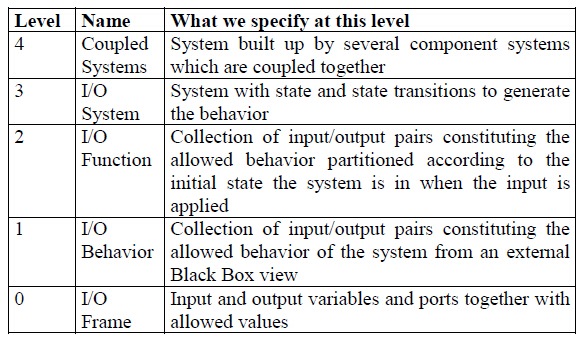 Level Name What we specify at this level
4 Coupled System built up by several component systems
Systems which are coupled together
3 I/O System with state and state transitions to generate
System the behavior
2 I/O Collection of input/output pairs constituting the
Function allowed behavior partitioned according to the
initial state the system is in when the input is
applied
1 I/O Collection of input/output pairs constituting the
Behavior allowed behavior of the system from an external
Black Box view
0 I/O Input and output variables and ports together with
Frame allowed values